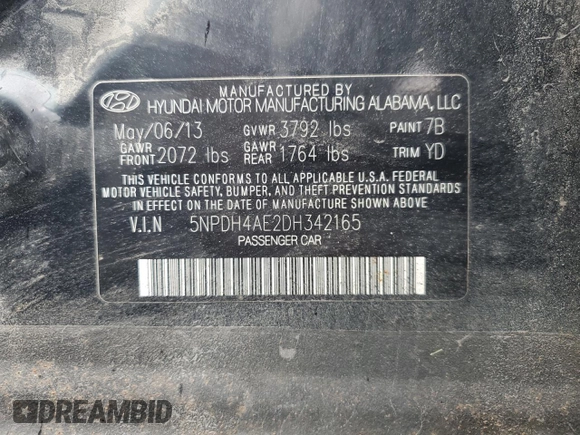 MANUFACTURED BY
HYUNDAI MOTOR MANUFACTURING ALABAMA, LLC
May/06/13 GVWR 3792 lbs PAINT 7B
GAWR FRONT 2072 lbs GAWR REAR 1764 lbs TRIM YD
THIS VEHICLE CONFORMS TO ALL APPLICABLE U.S.A. FEDERAL
MOTOR VEHICLE SAFETY, BUMPER, AND THEFT PREVENTION STANDARDS
IN EFFECT ON THE DATE OF MANUFACTURE SHOWN ABOVE
V.I.N 5NPDH4AE2DH342165
PASSENGER CAR
DREAMBID